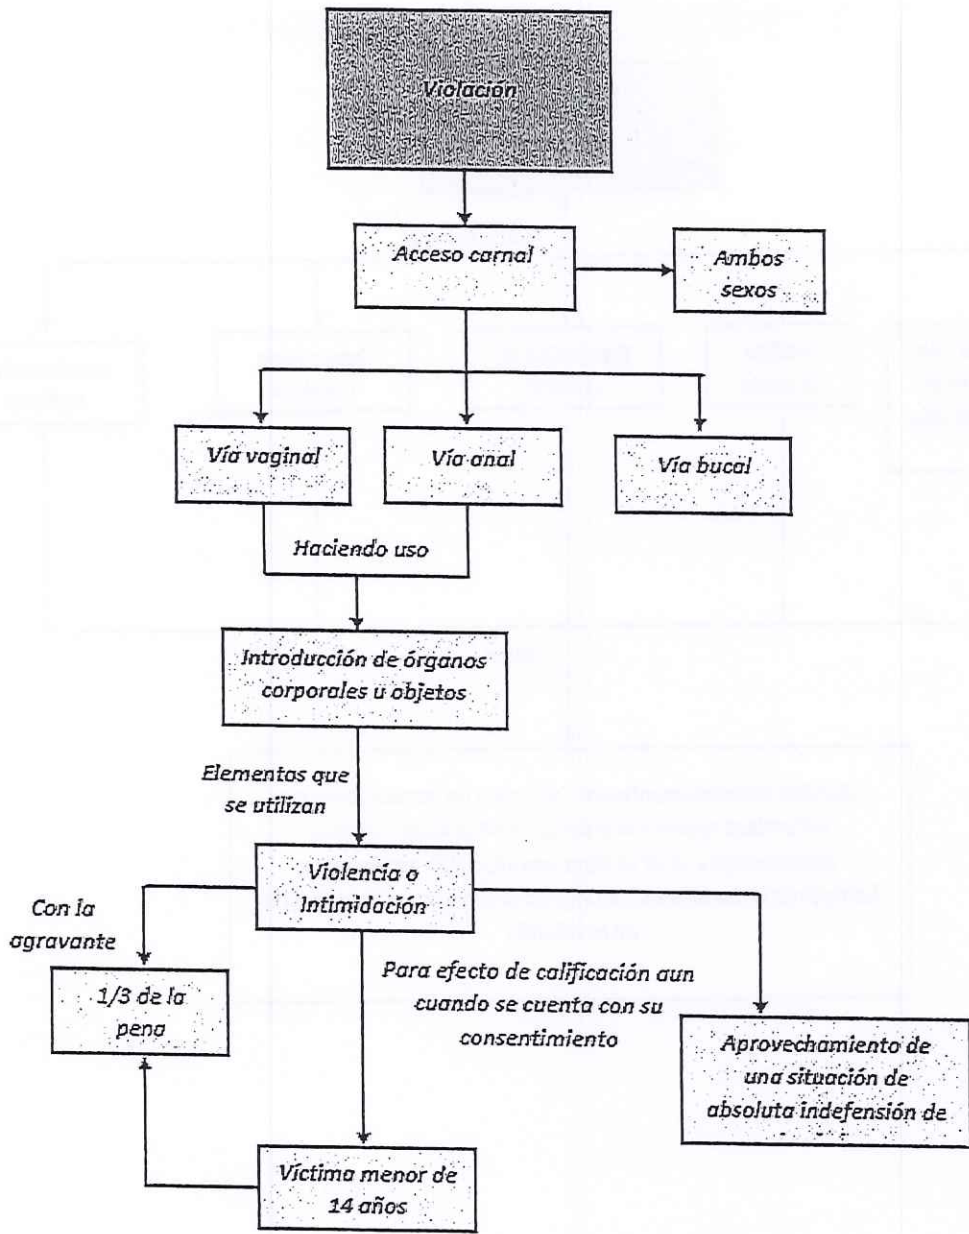 Violación
Acceso carnal
Ambos
sexos
Vía vaginal
Vía anal
Vía bucal
Haciendo uso
Introducción de órganos
corporales u objetos
Elementos que
se utilizan
Violencia o
Intimidación
Con la
agravante
1/3 de la
pena
Para efecto de calificación aun
cuando se cuenta con su
consentimiento
Aprovechamiento de
una situación de
absoluta indefensión de
Víctima menor de
14 años